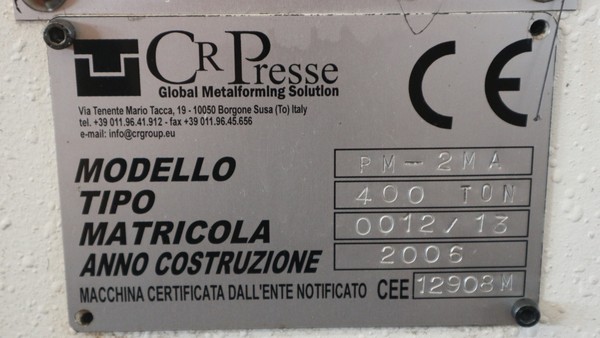 CR Presse
Global Metalforming Solution
CE
Via Tenente Mario Tacca, 19 - 10050 Borgone Susa (To) Italy
tel. +39 011.96.41.912 - fax +39 011.96.45.656
e-mail: info@crgroup.eu
MODELLO PM-2MA
TIPO 400 TON
MATRICOLA 0012/13
ANNO COSTRUZIONE 2006
MACCHINA CERTIFICATA DALL'ENTE NOTIFICATO CEE 12908M